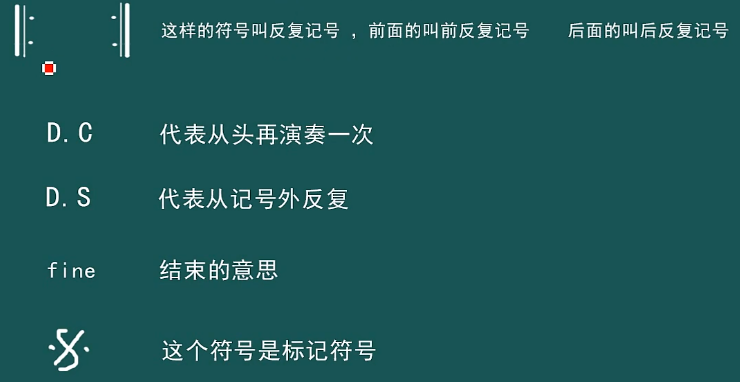 这样的符号叫反复记号 ，前面的叫前反复记号 后面的叫后反复记号
D.C 代表从头再演奏一次
D.S 代表从记号外反复
fine 结束的意思
这个符号是标记符号